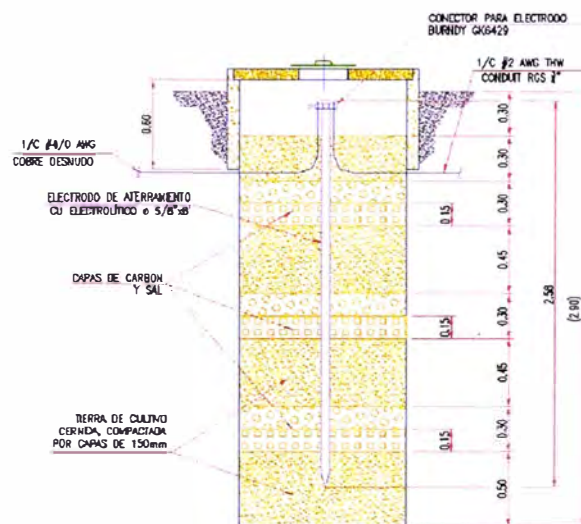 CONECTOR PARA ELECTRODO
BURNDY GK6429
1/C #2 AWG THW
CONDUIT RGS
0.60
0.30
0.30
1/C #4/0 AWG
COBRE DESNUDO
ELECTRODO DE ATERRAMIENTO
CU ELECTROLÍTICO ø 5/8"x8'
0.15
0.30
CAPAS DE CARBON
Y SAL
0.45
2.58
(2.90)
0.15
0.30
0.45
TIERRA DE CULTIVO
CERNIDA, COMPACTADA
POR CAPAS DE 150mm
0.15
0.30
0.50